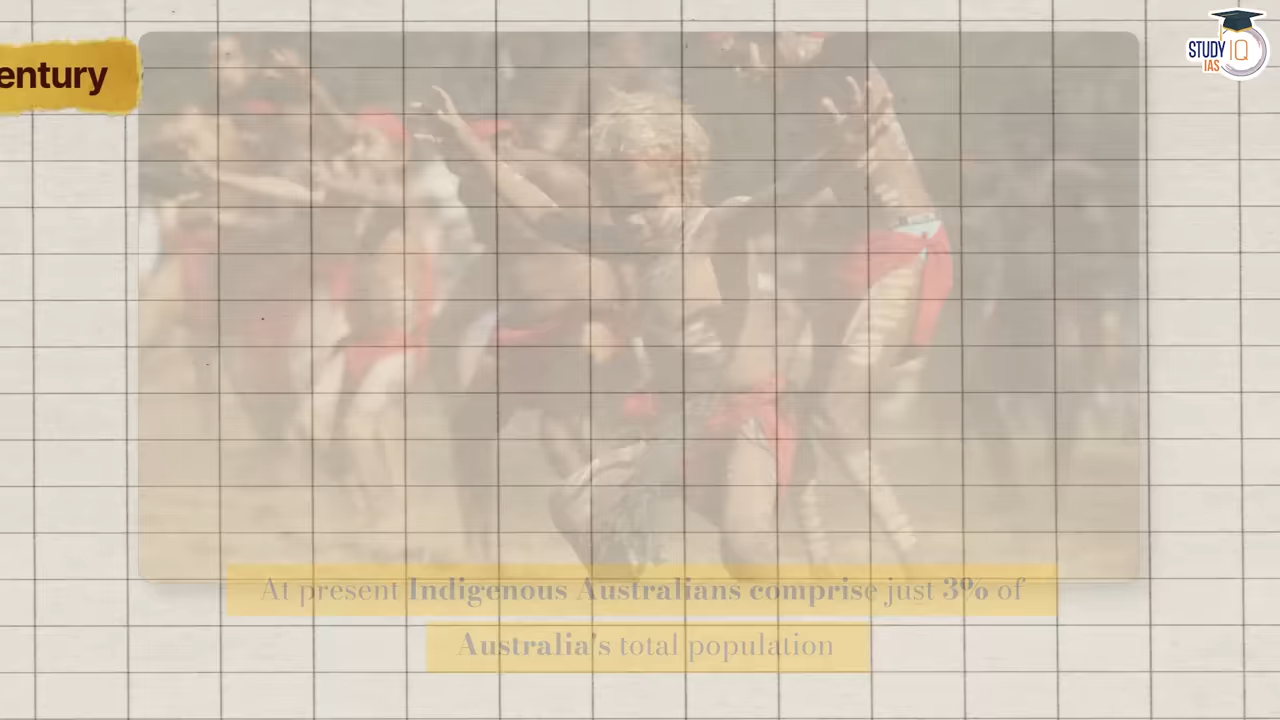 entury
STUDY IQ
IAS
At present Indigenous Australians comprise just 3% of
Australia's total population